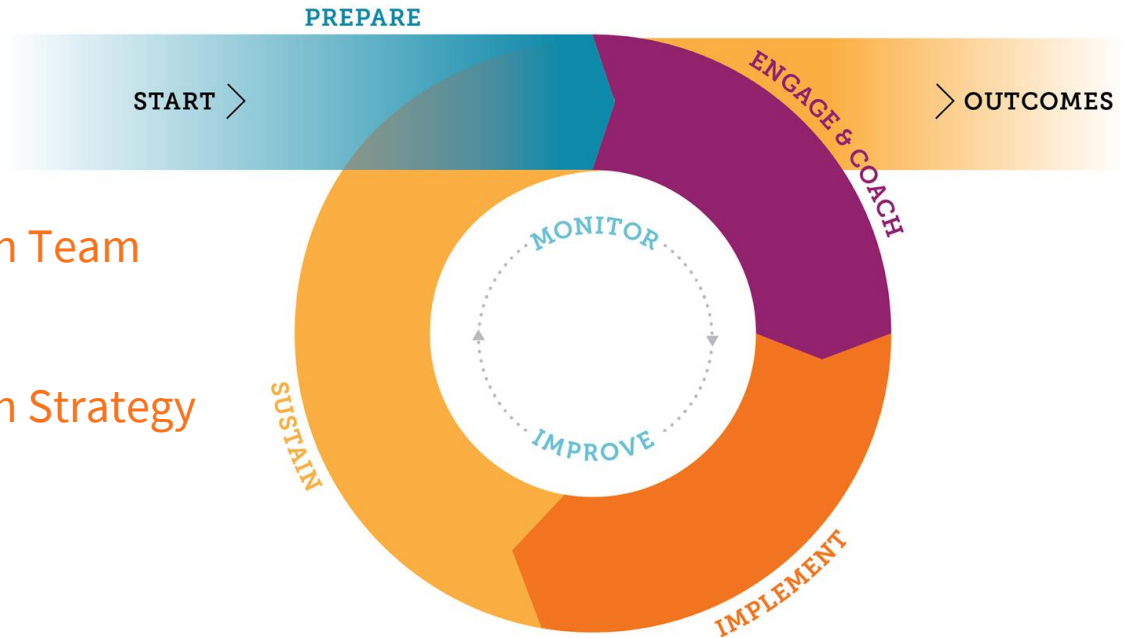 PREPARE
START
OUTCOMES
ENGAGE & COACH
MONITOR
n Team
n Strategy
SUSTAIN
IMPROVE
IMPLEMENT